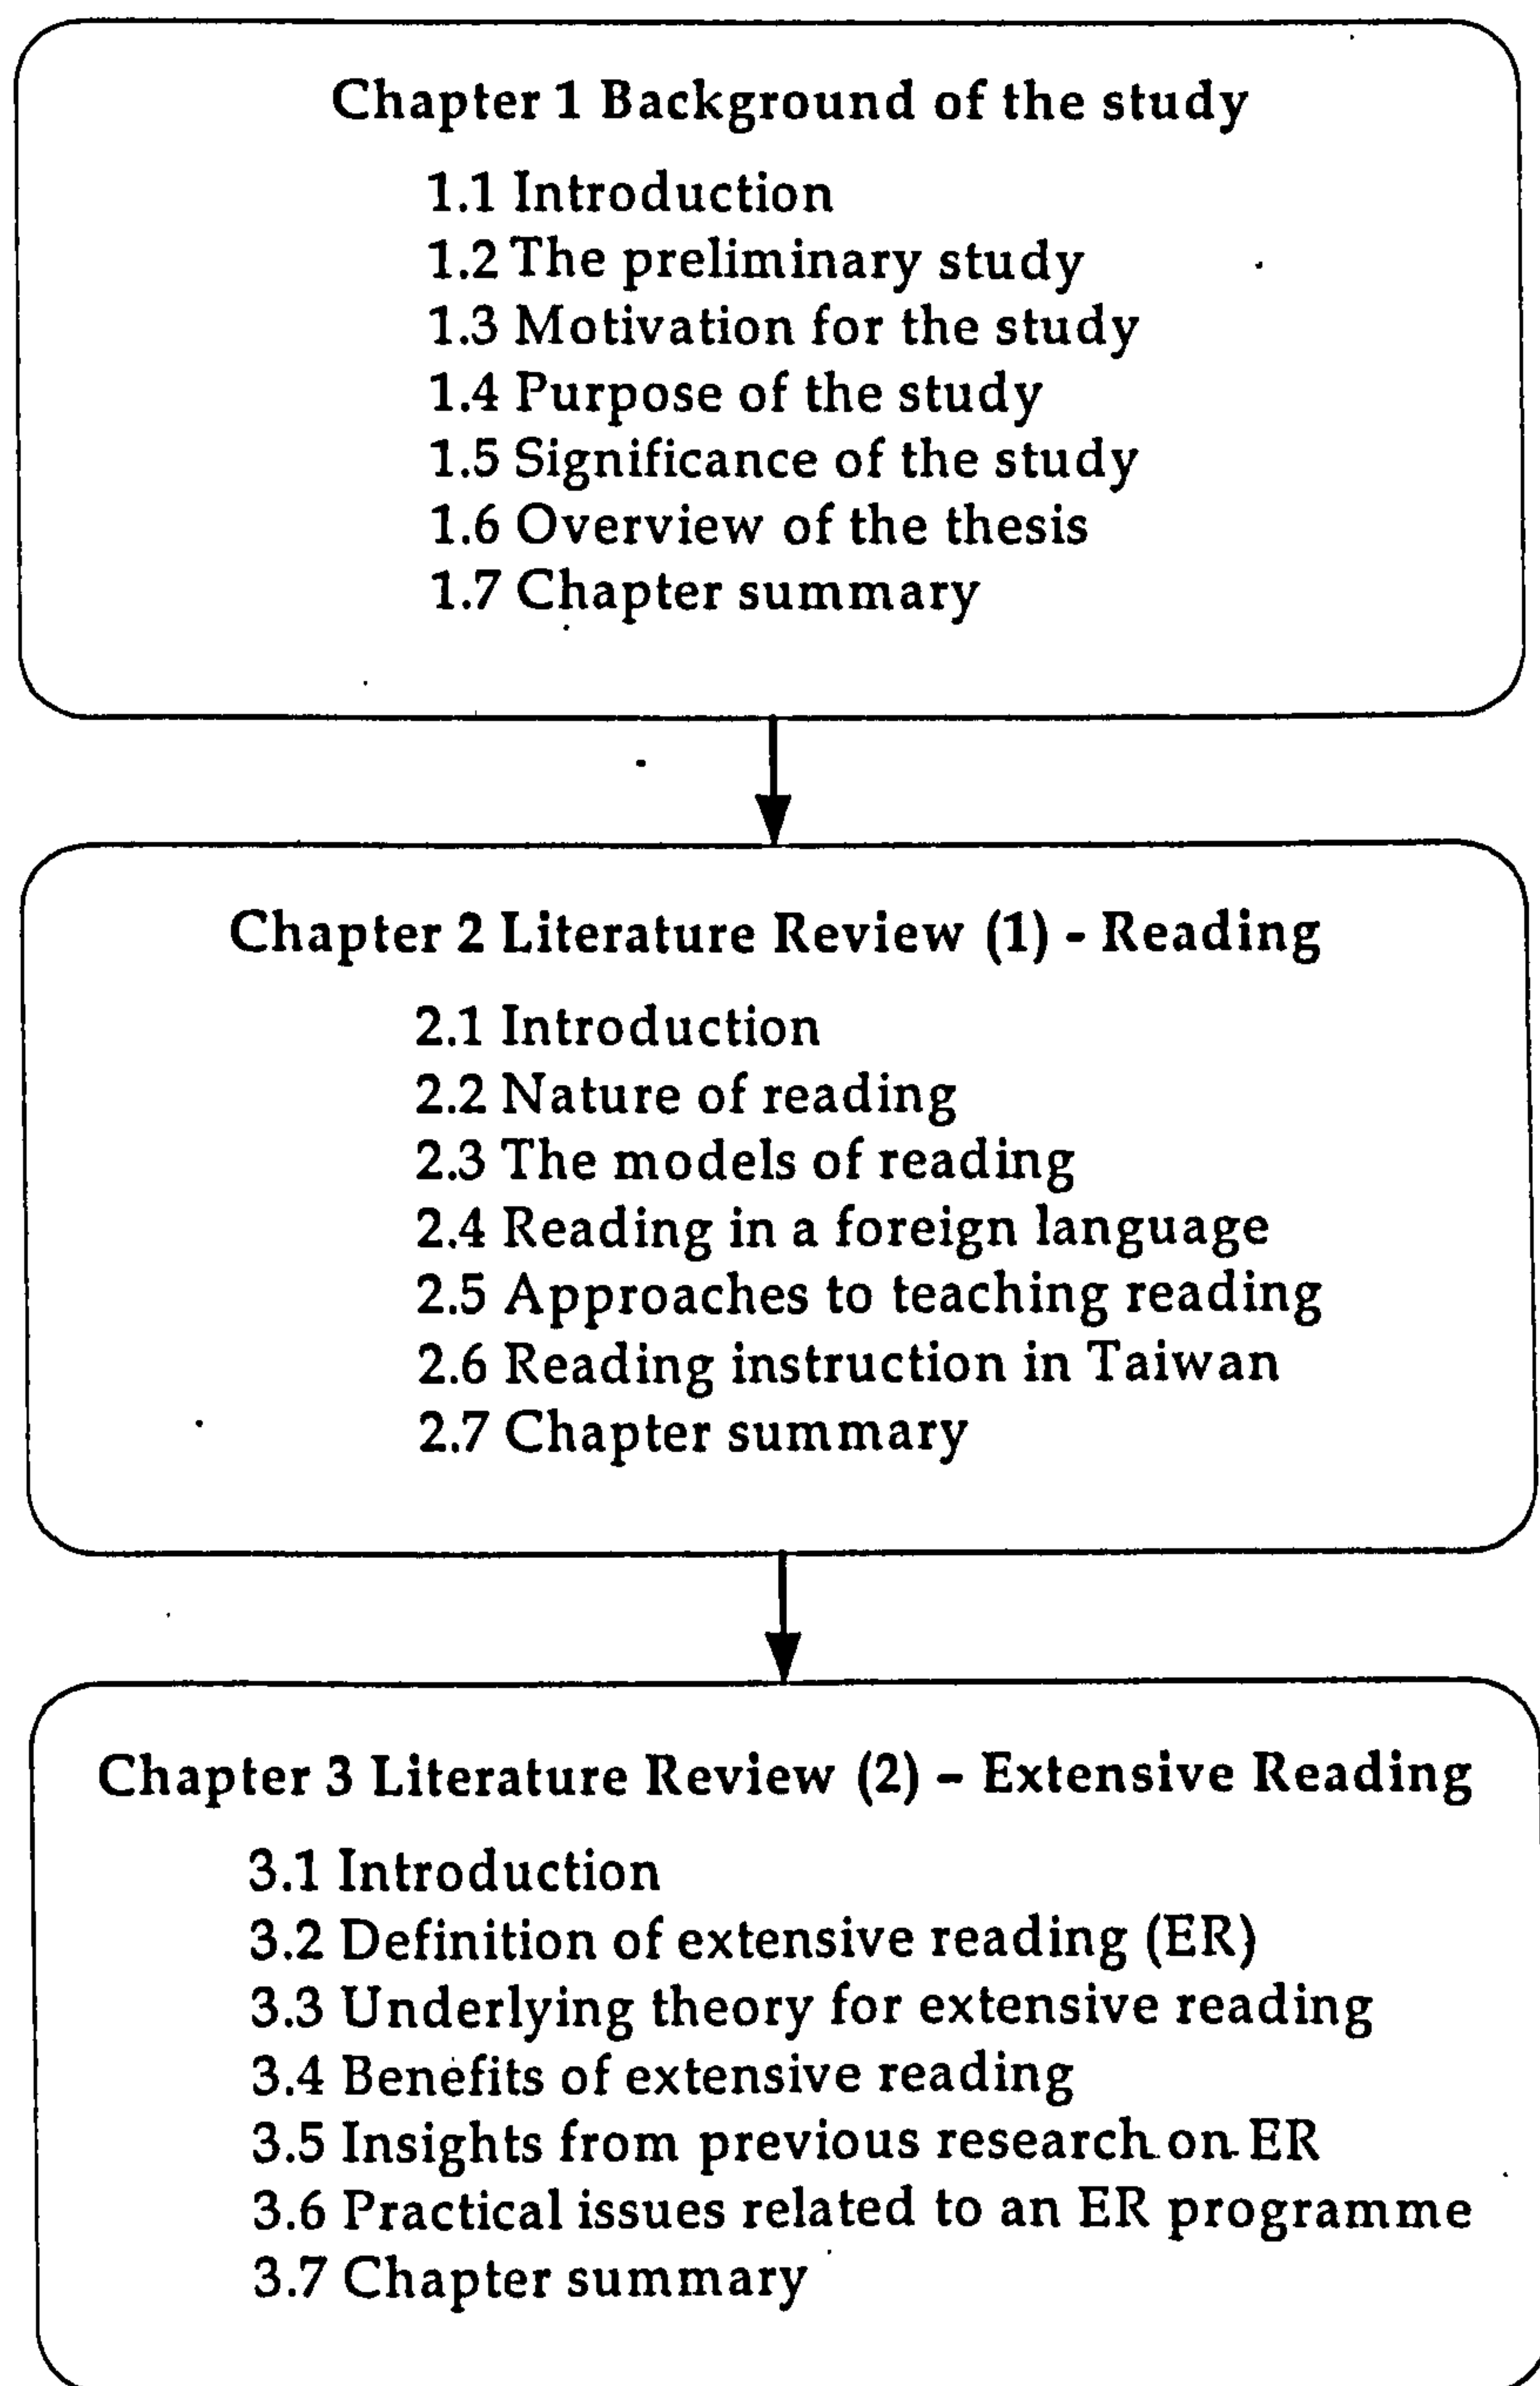 Chapter 1 Background of the study
1.1 Introduction
1.2 The preliminary study
1.3 Motivation for the study
1.4 Purpose of the study
1.5 Significance of the study
1.6 Overview of the thesis
1.7 Chapter summary
Chapter 2 Literature Review (1) - Reading
2.1 Introduction
2.2 Nature of reading
2.3 The models of reading
2.4 Reading in a foreign language
2.5 Approaches to teaching reading
2.6 Reading instruction in Taiwan
2.7 Chapter summary
Chapter 3 Literature Review (2) – Extensive Reading
3.1 Introduction
3.2 Definition of extensive reading (ER)
3.3 Underlying theory for extensive reading
3.4 Benefits of extensive reading
3.5 Insights from previous research on ER
3.6 Practical issues related to an ER programme
3.7 Chapter summary